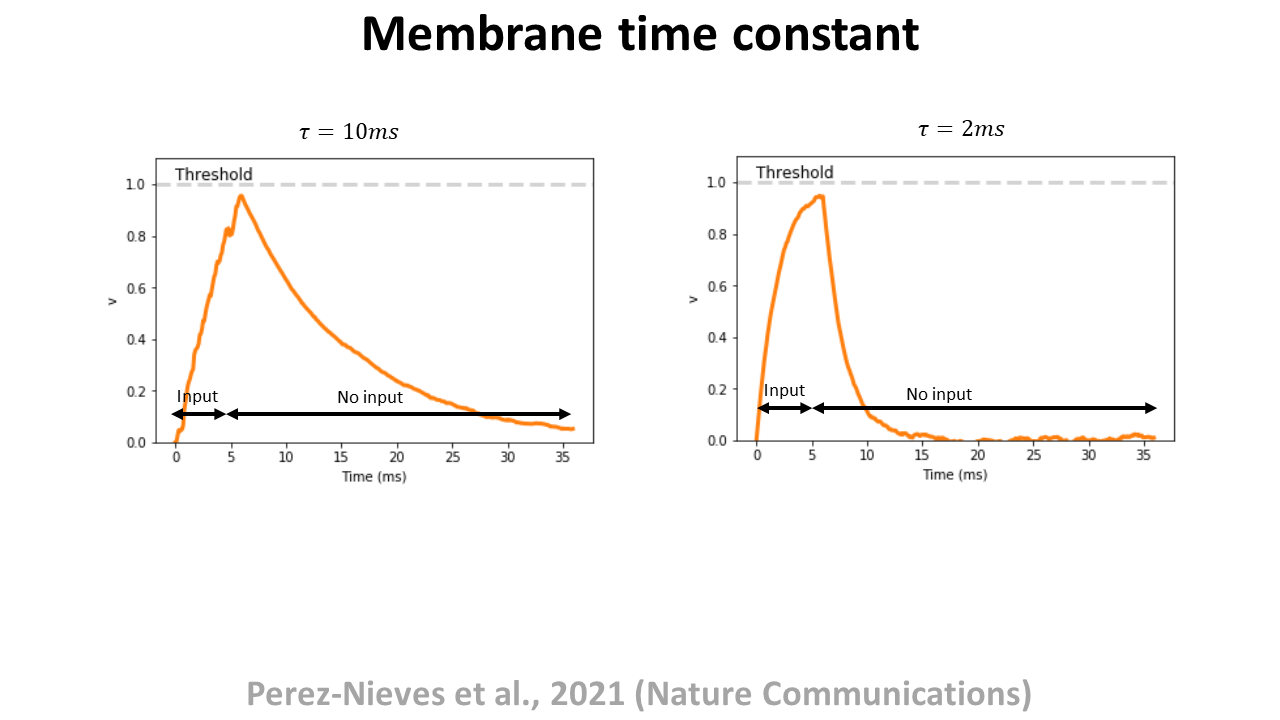 Membrane time constant
τ = 10ms
Threshold
1.0
0.8
0.6
0.4
0.2
0.0
v
Input
No input
0 5 10 15 20 25 30 35
Time (ms)
τ = 2ms
Threshold
1.0
0.8
0.6
0.4
0.2
0.0
v
Input
No input
0 5 10 15 20 25 30 35
Time (ms)
Perez-Nieves et al., 2021 (Nature Communications)